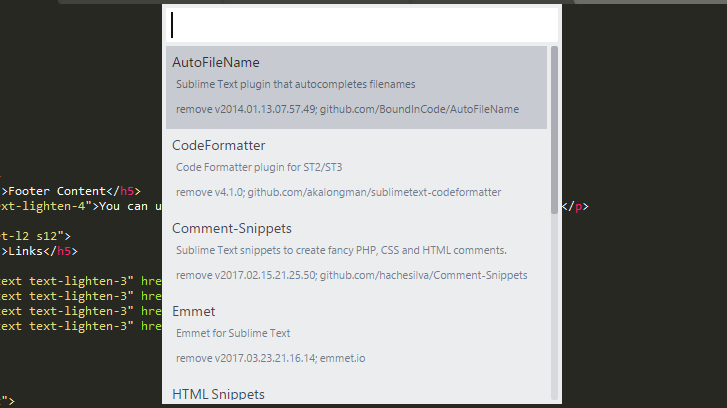 AutoFileName
Sublime Text plugin that autocompletes filenames
remove v2014.01.13.07.57.49; github.com/BoundInCode/AutoFileName
CodeFormatter
Code Formatter plugin for ST2/ST3
remove v4.1.0; github.com/akalongman/sublimetext-codeformatter
Comment-Snippets
Sublime Text snippets to create fancy PHP, CSS and HTML comments.
remove v2017.02.15.21.25.50; github.com/hachesilva/Comment-Snippets
Emmet
Emmet for Sublime Text
remove v2017.03.23.21.16.14; emmet.io
HTML Snippets
">Footer Content</h5>
ext-lighten-4">You can u
</p>
t-l2 s12">
">Links</h5>
text text-lighten-3" hre
text text-lighten-3" hre
text text-lighten-3" hre
text text-lighten-3" hre
">